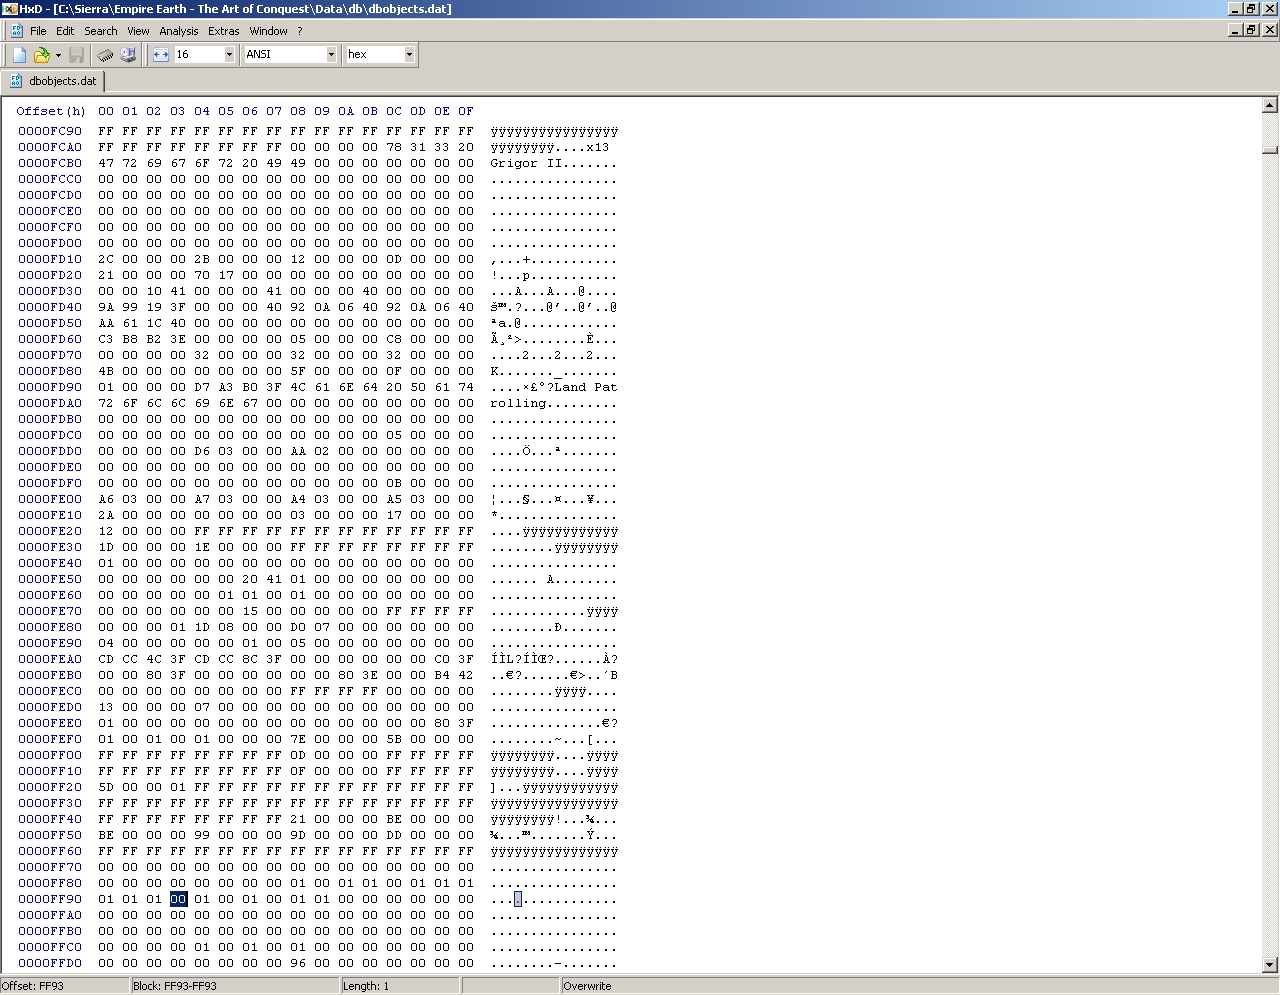 HxD - [C:\Sierra\Empire Earth - The Art of Conquest\Data\db\dbobjects.dat]
File Edit Search View Analysis Extras Window ?
16 ANSI hex
dbobjects.dat
Offset(h) 00 01 02 03 04 05 06 07 08 09 0A 0B 0C 0D 0E 0F
0000FC90 FF FF FF FF FF FF FF FF FF FF FF FF FF FF FF FF ÿÿÿÿÿÿÿÿÿÿÿÿÿÿÿÿ
0000FCA0 FF FF FF FF FF FF FF FF 00 00 00 00 78 31 33 20 ÿÿÿÿÿÿÿÿ....x13
0000FCB0 47 72 69 67 6F 72 20 49 49 00 00 00 00 00 00 00 Grigor II.......
0000FCC0 00 00 00 00 00 00 00 00 00 00 00 00 00 00 00 00 ................
0000FCD0 00 00 00 00 00 00 00 00 00 00 00 00 00 00 00 00 ................
0000FCE0 00 00 00 00 00 00 00 00 00 00 00 00 00 00 00 00 ................
0000FCF0 00 00 00 00 00 00 00 00 00 00 00 00 00 00 00 00 ................
0000FD00 00 00 00 00 00 00 00 00 00 00 00 00 00 00 00 00 ................
0000FD10 2C 00 00 00 2B 00 00 00 12 00 00 00 0D 00 00 00 ,...+...........
0000FD20 21 00 00 00 70 17 00 00 00 00 00 00 00 00 00 00 !...p...........
0000FD30 00 00 10 41 00 00 00 41 00 00 00 40 00 00 00 00 ...A...A...@....
0000FD40 9A 99 19 3F 00 00 00 40 92 0A 06 40 92 0A 06 40 š™.?...@’..@’..@
0000FD50 AA 61 1C 40 00 00 00 00 00 00 00 00 00 00 00 00 ªa.@............
0000FD60 C3 B8 B2 3E 00 00 00 00 05 00 00 00 C8 00 00 00 Ã¸²>........È...
0000FD70 00 00 00 00 32 00 00 00 32 00 00 00 32 00 00 00 ....2...2...2...
0000FD80 4B 00 00 00 00 00 00 00 5F 00 00 00 0F 00 00 00 K......._.......
0000FD90 01 00 00 00 D7 A3 B0 3F 4C 61 6E 64 20 50 61 74 ....×£°?Land Pat
0000FDA0 72 6F 6C 6C 69 6E 67 00 00 00 00 00 00 00 00 00 rolling.........
0000FDB0 00 00 00 00 00 00 00 00 00 00 00 00 00 00 00 00 ................
0000FDC0 00 00 00 00 00 00 00 00 00 00 00 00 05 00 00 00 ................
0000FDD0 00 00 00 00 D6 03 00 00 AA 02 00 00 00 00 00 00 ....Ö...ª.......
0000FDE0 00 00 00 00 00 00 00 00 00 00 00 00 00 00 00 00 ................
0000FDF0 00 00 00 00 00 00 00 00 00 00 00 00 0B 00 00 00 ................
0000FE00 A6 03 00 00 A7 03 00 00 A4 03 00 00 A5 03 00 00 ¦...§...¤...¥...
0000FE10 2A 00 00 00 00 00 00 00 03 00 00 00 17 00 00 00 *...............
0000FE20 12 00 00 00 FF FF FF FF FF FF FF FF FF FF FF FF ....ÿÿÿÿÿÿÿÿÿÿÿÿ
0000FE30 1D 00 00 00 1E 00 00 00 FF FF FF FF FF FF FF FF ........ÿÿÿÿÿÿÿÿ
0000FE40 01 00 00 00 00 00 00 00 00 00 00 00 00 00 00 00 ................
0000FE50 00 00 00 00 00 00 20 41 01 00 00 00 00 00 00 00 ...... A........
0000FE60 00 00 00 00 00 01 01 00 01 00 00 00 00 00 00 00 ................
0000FE70 00 00 00 00 00 00 15 00 00 00 00 00 FF FF FF FF ............ÿÿÿÿ
0000FE80 00 00 00 01 1D 08 00 00 D0 07 00 00 00 00 00 00 ........Ð.......
0000FE90 04 00 00 00 00 00 01 00 05 00 00 00 00 00 00 00 ................
0000FEA0 CD CC 4C 3F CD CC 8C 3F 00 00 00 00 00 00 C0 3F ÍÌL?ÍÌŒ?......À?
0000FEB0 00 00 80 3F 00 00 00 00 00 00 80 3E 00 00 B4 42 ..€?......€>..´B
0000FEC0 00 00 00 00 00 00 00 00 FF FF FF FF 00 00 00 00 ........ÿÿÿÿ....
0000FED0 13 00 00 00 07 00 00 00 00 00 00 00 00 00 00 00 ................
0000FEE0 01 00 00 00 00 00 00 00 00 00 00 00 00 00 80 3F ..............€?
0000FEF0 01 00 01 00 01 00 00 00 7E 00 00 00 5B 00 00 00 ........~...[...
0000FF00 FF FF FF FF FF FF FF FF 0D 00 00 00 FF FF FF FF ÿÿÿÿÿÿÿÿ....ÿÿÿÿ
0000FF10 FF FF FF FF FF FF FF FF 0F 00 00 00 FF FF FF FF ÿÿÿÿÿÿÿÿ....ÿÿÿÿ
0000FF20 5D 00 00 01 FF FF FF FF FF FF FF FF FF FF FF FF ]...ÿÿÿÿÿÿÿÿÿÿÿÿ
0000FF30 FF FF FF FF FF FF FF FF FF FF FF FF FF FF FF FF ÿÿÿÿÿÿÿÿÿÿÿÿÿÿÿÿ
0000FF40 FF FF FF FF FF FF FF FF 21 00 00 00 BE 00 00 00 ÿÿÿÿÿÿÿÿ!...¾...
0000FF50 BE 00 00 00 99 00 00 00 9D 00 00 00 DD 00 00 00 ¾...™.......Ý...
0000FF60 FF FF FF FF FF FF FF FF FF FF FF FF FF FF FF FF ÿÿÿÿÿÿÿÿÿÿÿÿÿÿÿÿ
0000FF70 00 00 00 00 00 00 00 00 00 00 00 00 00 00 00 00 ................
0000FF80 00 00 00 00 00 00 00 00 01 00 01 01 00 01 01 01 ................
0000FF90 01 01 01 00 01 00 01 00 01 01 00 00 00 00 00 00 ................
0000FFA0 00 00 00 00 00 00 00 00 00 00 00 00 00 00 00 00 ................
0000FFB0 00 00 00 00 00 00 00 00 00 00 00 00 00 00 00 00 ................
0000FFC0 00 00 00 00 01 00 01 00 01 00 00 00 00 00 00 00 ................
0000FFD0 00 00 00 00 00 00 00 00 96 00 00 00 00 00 00 00 ........–.......
Offset: FF93 Block: FF93-FF93 Length: 1 Overwrite